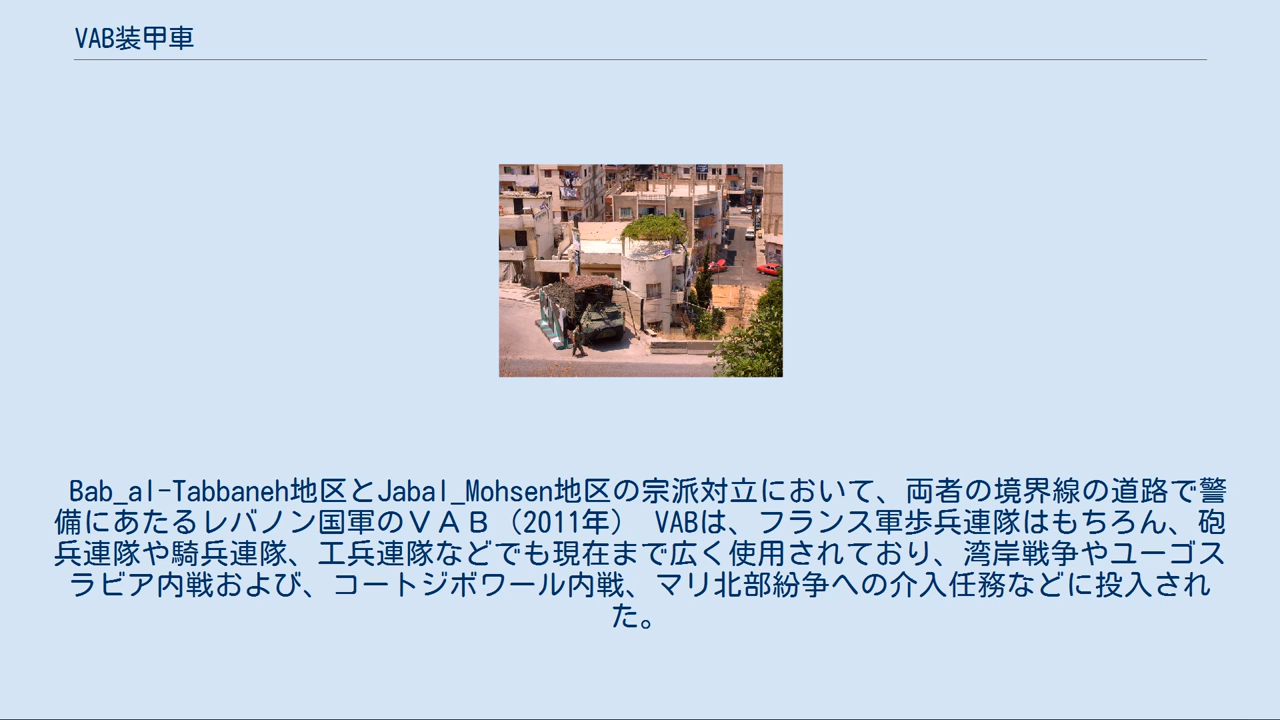 VAB装甲車
Bab_al-Tabbaneh地区とJabal_Mohsen地区の宗派対立において、両者の境界線の道路で警
備にあたるレバノン国軍のＶＡＢ（2011年） VABは、フランス軍歩兵連隊はもちろん、砲
兵連隊や騎兵連隊、工兵連隊などでも現在まで広く使用されており、湾岸戦争やユーゴス
ラビア内戦および、コートジボワール内戦、マリ北部紛争への介入任務などに投入され
た。